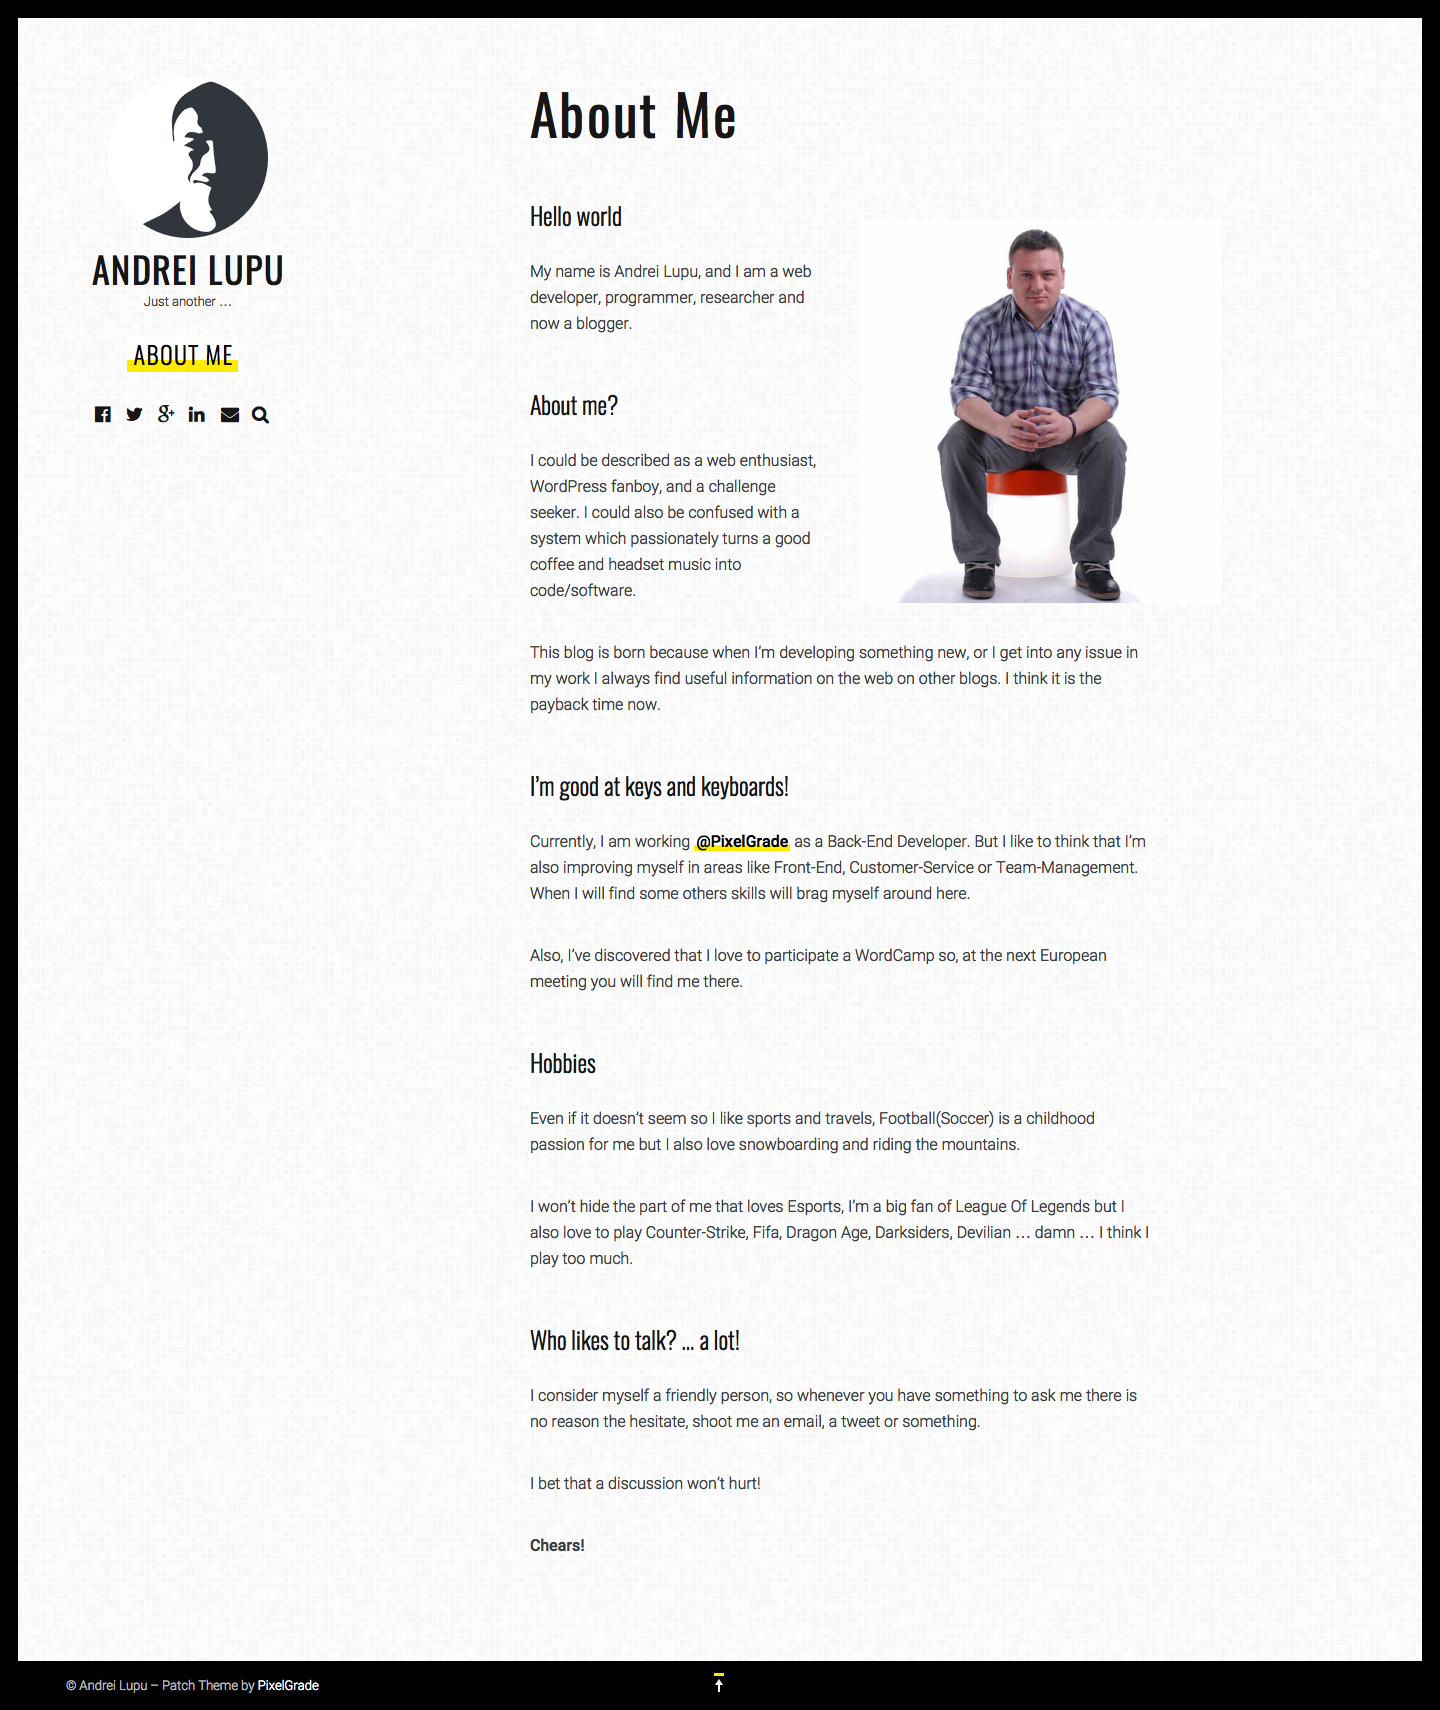 ANDREI LUPU
Just another …
ABOUT ME
About Me
Hello world
My name is Andrei Lupu, and I am a web
developer, programmer, researcher and
now a blogger.
About me?
I could be described as a web enthusiast,
WordPress fanboy, and a challenge
seeker. I could also be confused with a
system which passionately turns a good
coffee and headset music into
code/software.
This blog is born because when I’m developing something new, or I get into any issue in
my work I always find useful information on the web on other blogs. I think it is the
payback time now.
I’m good at keys and keyboards!
Currently, I am working @PixelGrade as a Back-End Developer. But I like to think that I’m
also improving myself in areas like Front-End, Customer-Service or Team-Management.
When I will find some others skills will brag myself around here.
Also, I’ve discovered that I love to participate a WordCamp so, at the next European
meeting you will find me there.
Hobbies
Even if it doesn’t seem so I like sports and travels, Football(Soccer) is a childhood
passion for me but I also love snowboarding and riding the mountains.
I won’t hide the part of me that loves Esports, I’m a big fan of League Of Legends but I
also love to play Counter-Strike, Fifa, Dragon Age, Darksiders, Devilian … damn … I think I
play too much.
Who likes to talk? … a lot!
I consider myself a friendly person, so whenever you have something to ask me there is
no reason the hesitate, shoot me an email, a tweet or something.
I bet that a discussion won’t hurt!
Chears!
© Andrei Lupu – Patch Theme by PixelGrade